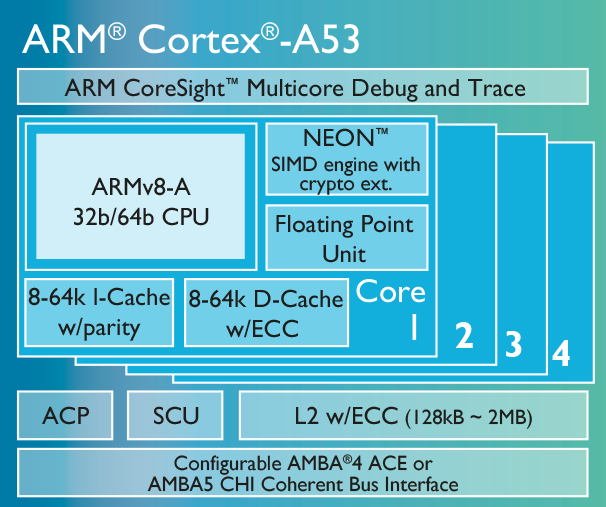 ARM® Cortex®-A53
ARM CoreSight™ Multicore Debug and Trace
ARMv8-A
32b/64b CPU
NEON™
SIMD engine with
crypto ext.
Floating Point
Unit
8-64k I-Cache
w/parity
8-64k D-Cache
w/ECC
Core
1
2
3
4
ACP
SCU
L2 w/ECC (128kB ~ 2MB)
Configurable AMBA®4 ACE or
AMBA5 CHI Coherent Bus Interface